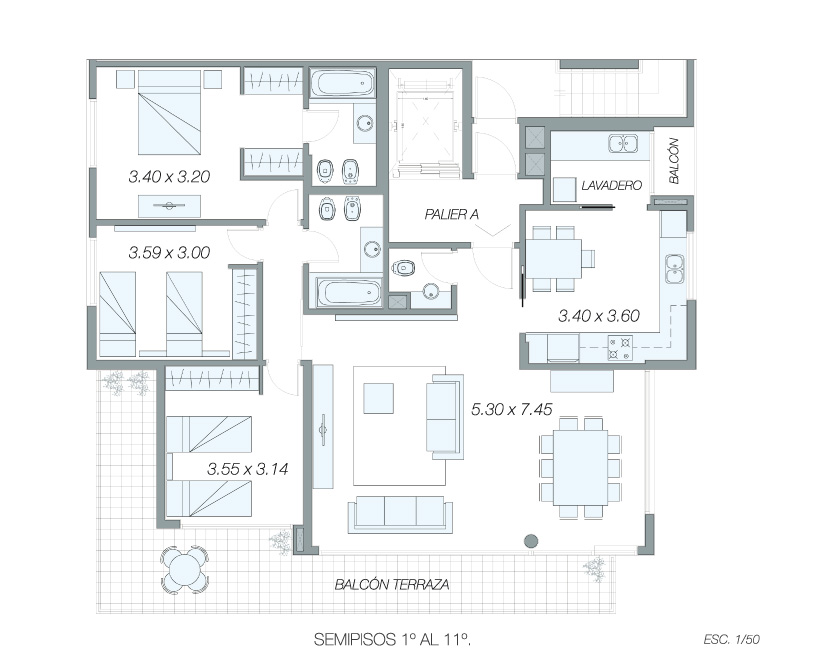 3.40 x 3.20
LAVADERO
BALCÓN
PALIER A
3.59 x 3.00
3.40 x 3.60
5.30 x 7.45
3.55 x 3.14
BALCÓN TERRAZA
SEMIPISOS 1º AL 11º.
ESC. 1/50